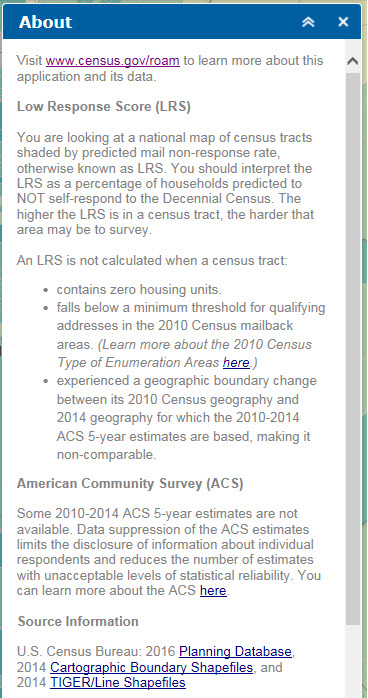 About
Visit www.census.gov/roam to learn more about this
application and its data.
Low Response Score (LRS)
You are looking at a national map of census tracts
shaded by predicted mail non-response rate,
otherwise known as LRS. You should interpret the
LRS as a percentage of households predicted to
NOT self-respond to the Decennial Census. The
higher the LRS is in a census tract, the harder that
area may be to survey.
An LRS is not calculated when a census tract:
• contains zero housing units.
• falls below a minimum threshold for qualifying
addresses in the 2010 Census mailback
areas. (Learn more about the 2010 Census
Type of Enumeration Areas here.)
• experienced a geographic boundary change
between its 2010 Census geography and
2014 geography for which the 2010-2014
ACS 5-year estimates are based, making it
non-comparable.
American Community Survey (ACS)
Some 2010-2014 ACS 5-year estimates are not
available. Data suppression of the ACS estimates
limits the disclosure of information about individual
respondents and reduces the number of estimates
with unacceptable levels of statistical reliability. You
can learn more about the ACS here.
Source Information
U.S. Census Bureau: 2016 Planning Database,
2014 Cartographic Boundary Shapefiles, and
2014 TIGER/Line Shapefiles